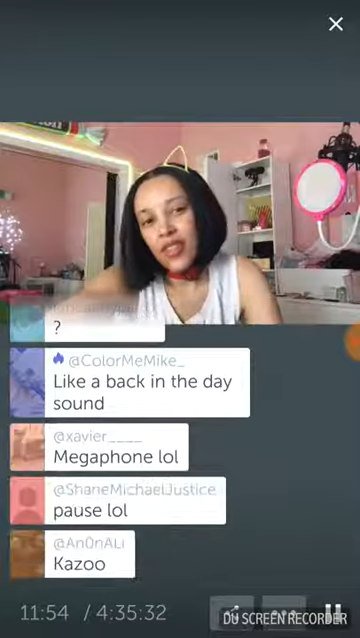 ?
@ColorMeMike_
Like a back in the day
sound
@xavier____
Megaphone lol
@ShaneMichaelJustice
pause lol
@An0nALi
Kazoo
11:54 / 4:35:32
DU SCREEN RECORDER